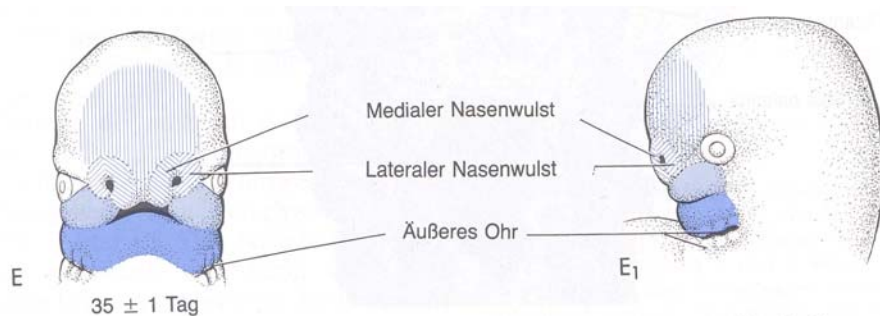 Medialer Nasenwulst
Lateraler Nasenwulst
Äußeres Ohr
E
E1
35 ± 1 Tag